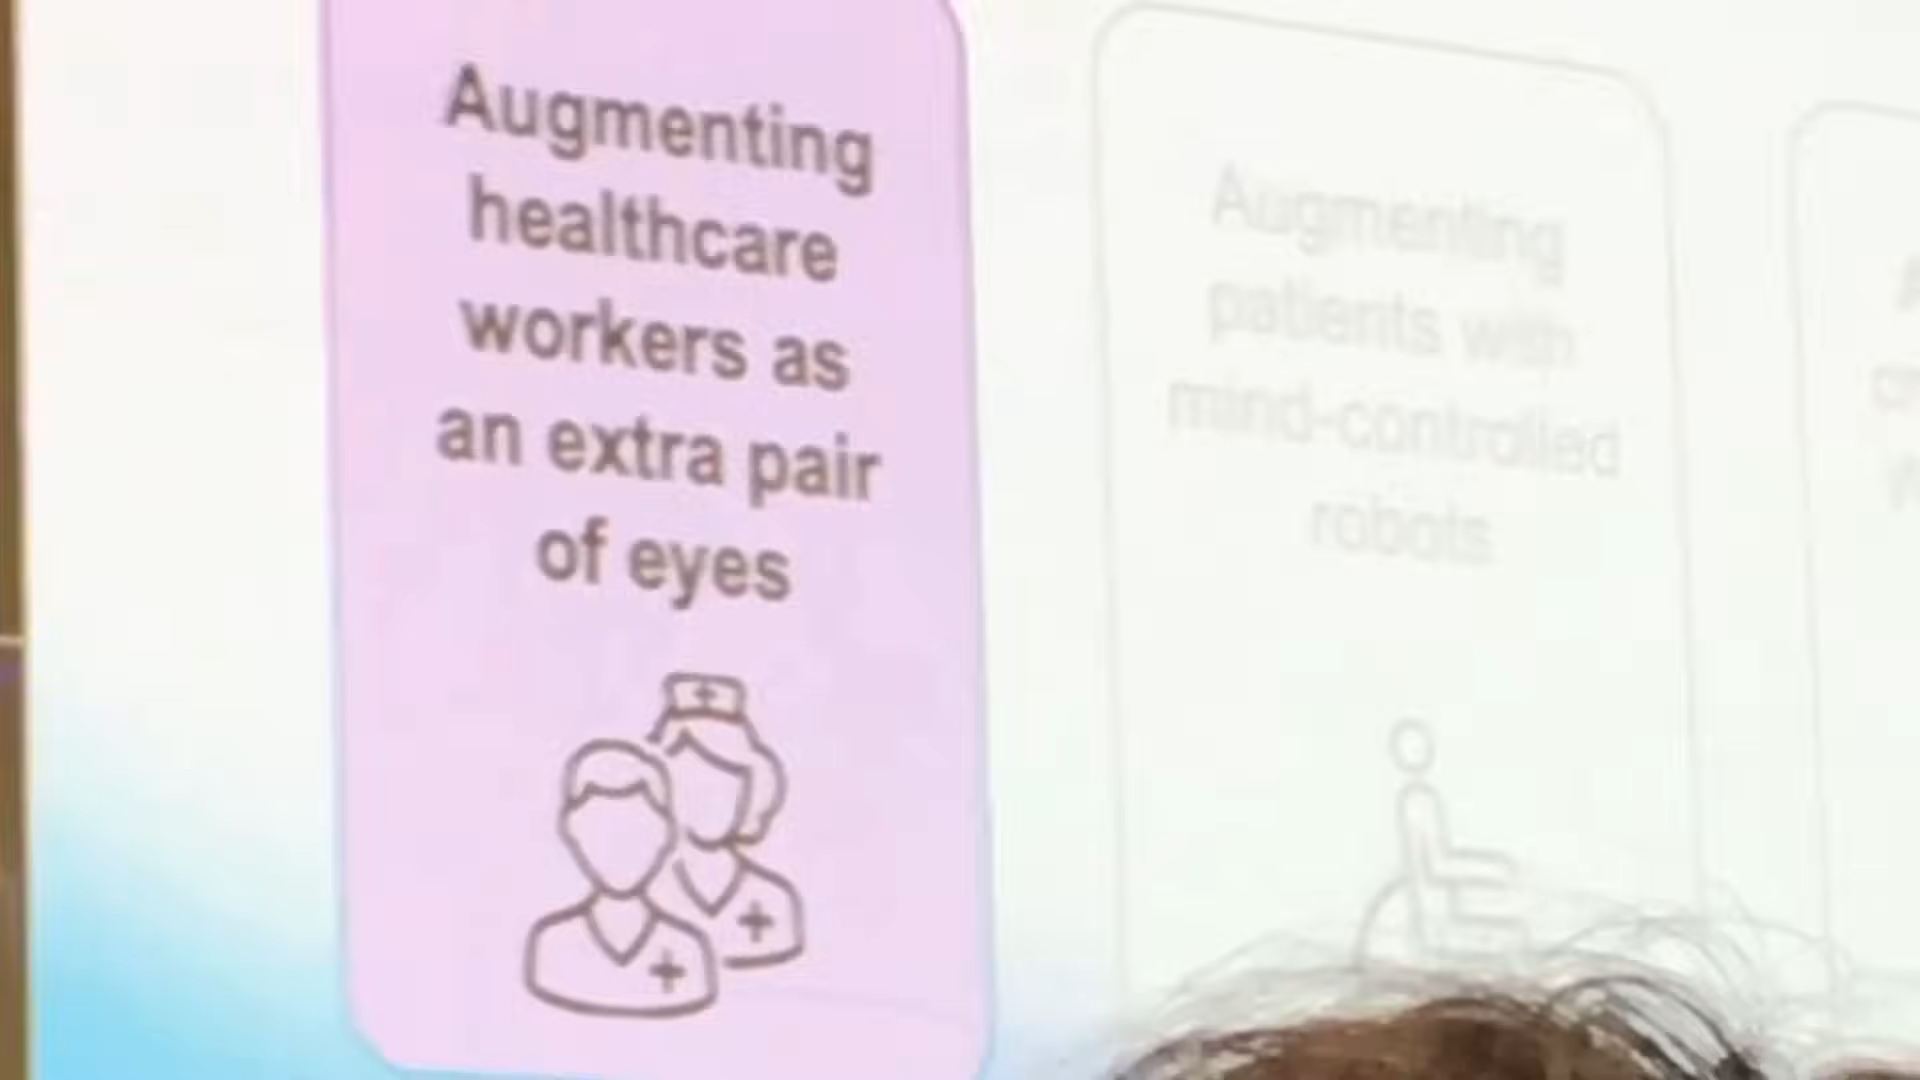 Augmenting
healthcare
workers as
an extra pair
of eyes
Augmenting
patients with
mind-controlled
robots